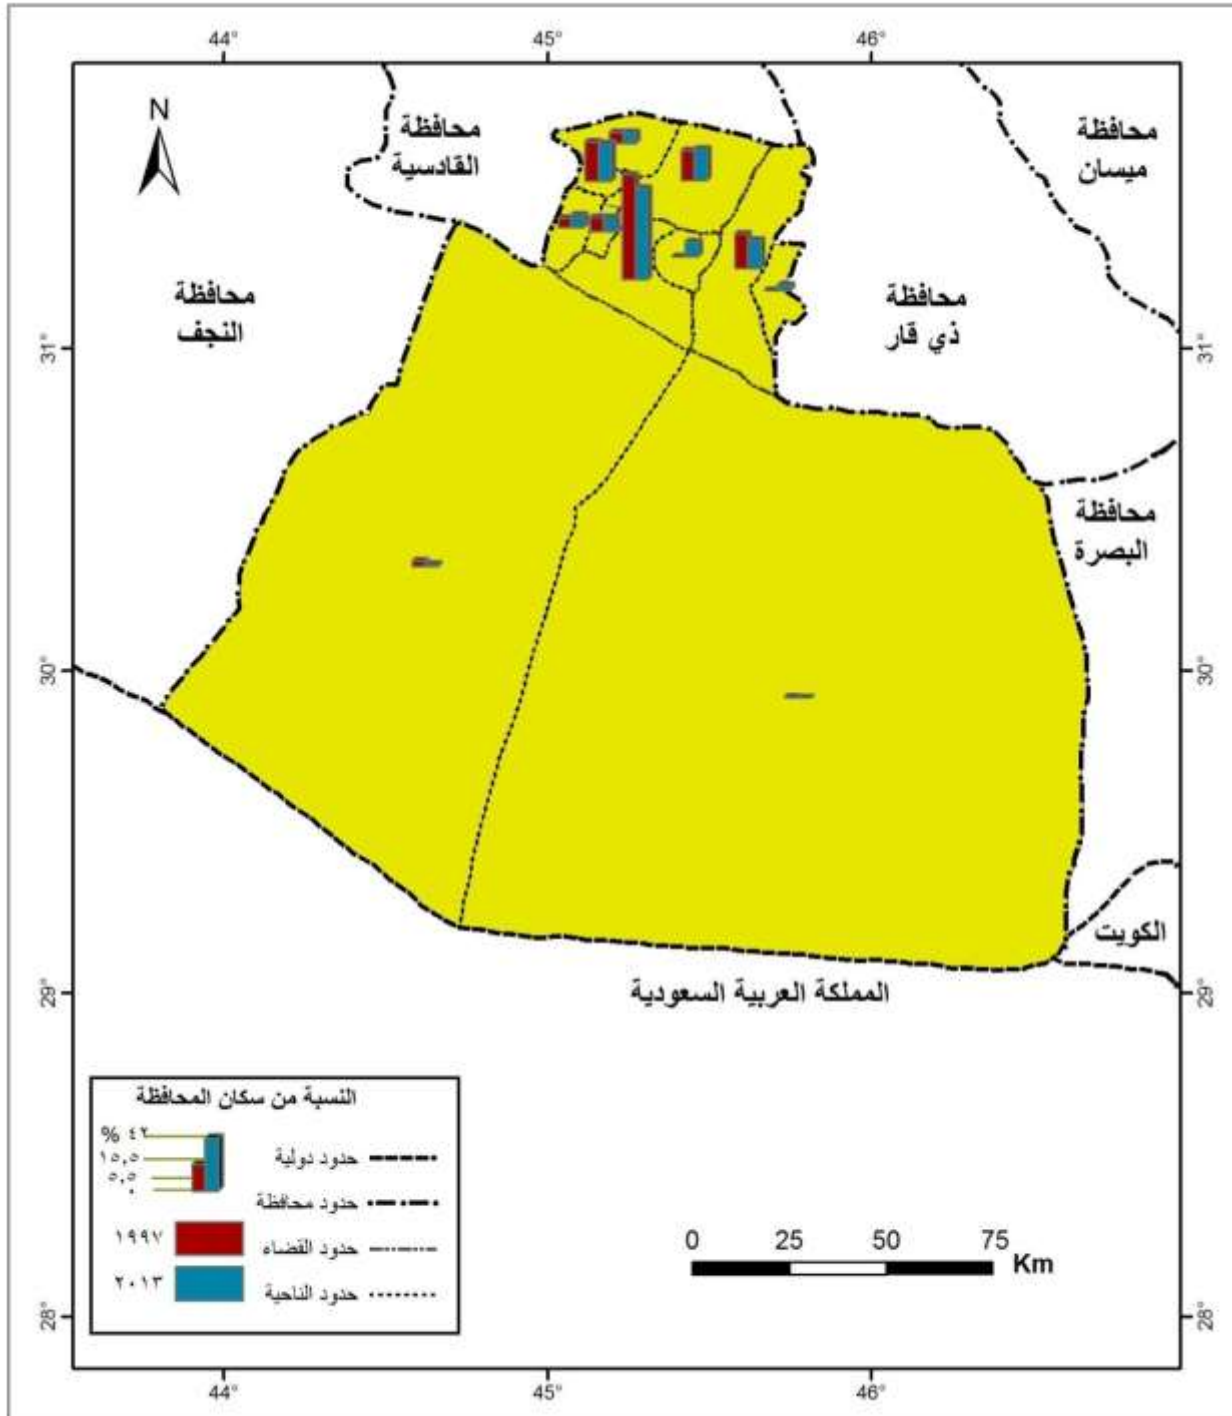 44° 45° 46°
N
محافظة
القادسية
محافظة
ميسان
محافظة
النجف
محافظة
ذي قار
31° 31°
محافظة
البصرة
30° 30°
الكويت
المملكة العربية السعودية
29° 29°
النسبة من سكان المحافظة
% ٤٢
١٥,٥
٥,٥
٠
حدود دولية
حدود محافظة
١٩٩٧
حدود القضاء
٢٠١٣
حدود الناحية
0 25 50 75
Km
28° 28°
44° 45° 46°